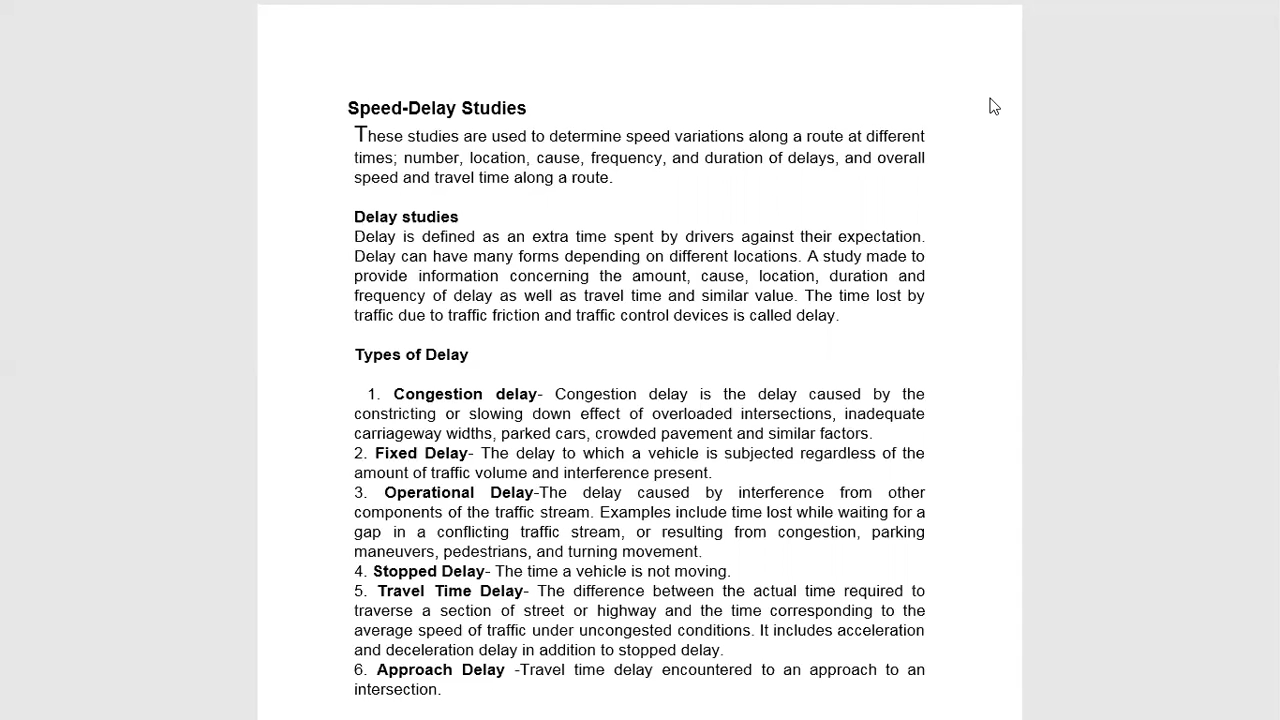 Speed-Delay Studies
These studies are used to determine speed variations along a route at different
times; number, location, cause, frequency, and duration of delays, and overall
speed and travel time along a route.
Delay studies
Delay is defined as an extra time spent by drivers against their expectation.
Delay can have many forms depending on different locations. A study made to
provide information concerning the amount, cause, location, duration and
frequency of delay as well as travel time and similar value. The time lost by
traffic due to traffic friction and traffic control devices is called delay.
Types of Delay
1. Congestion delay- Congestion delay is the delay caused by the
constricting or slowing down effect of overloaded intersections, inadequate
carriageway widths, parked cars, crowded pavement and similar factors.
2. Fixed Delay- The delay to which a vehicle is subjected regardless of the
amount of traffic volume and interference present.
3. Operational Delay-The delay caused by interference from other
components of the traffic stream. Examples include time lost while waiting for a
gap in a conflicting traffic stream, or resulting from congestion, parking
maneuvers, pedestrians, and turning movement.
4. Stopped Delay- The time a vehicle is not moving.
5. Travel Time Delay- The difference between the actual time required to
traverse a section of street or highway and the time corresponding to the
average speed of traffic under uncongested conditions. It includes acceleration
and deceleration delay in addition to stopped delay.
6. Approach Delay -Travel time delay encountered to an approach to an
intersection.